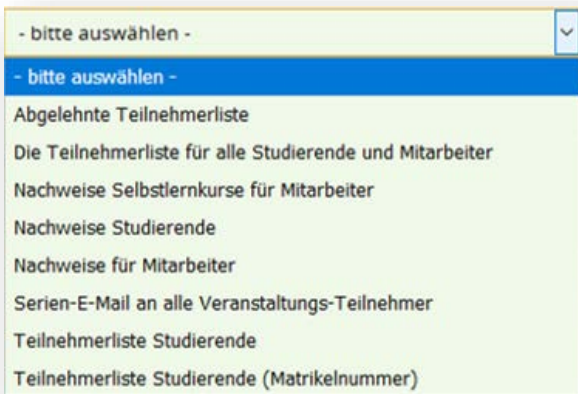 - bitte auswählen -
- bitte auswählen -
Abgelehnte Teilnehmerliste
Die Teilnehmerliste für alle Studierende und Mitarbeiter
Nachweise Selbstlernkurse für Mitarbeiter
Nachweise Studierende
Nachweise für Mitarbeiter
Serien-E-Mail an alle Veranstaltungs-Teilnehmer
Teilnehmerliste Studierende
Teilnehmerliste Studierende (Matrikelnummer)